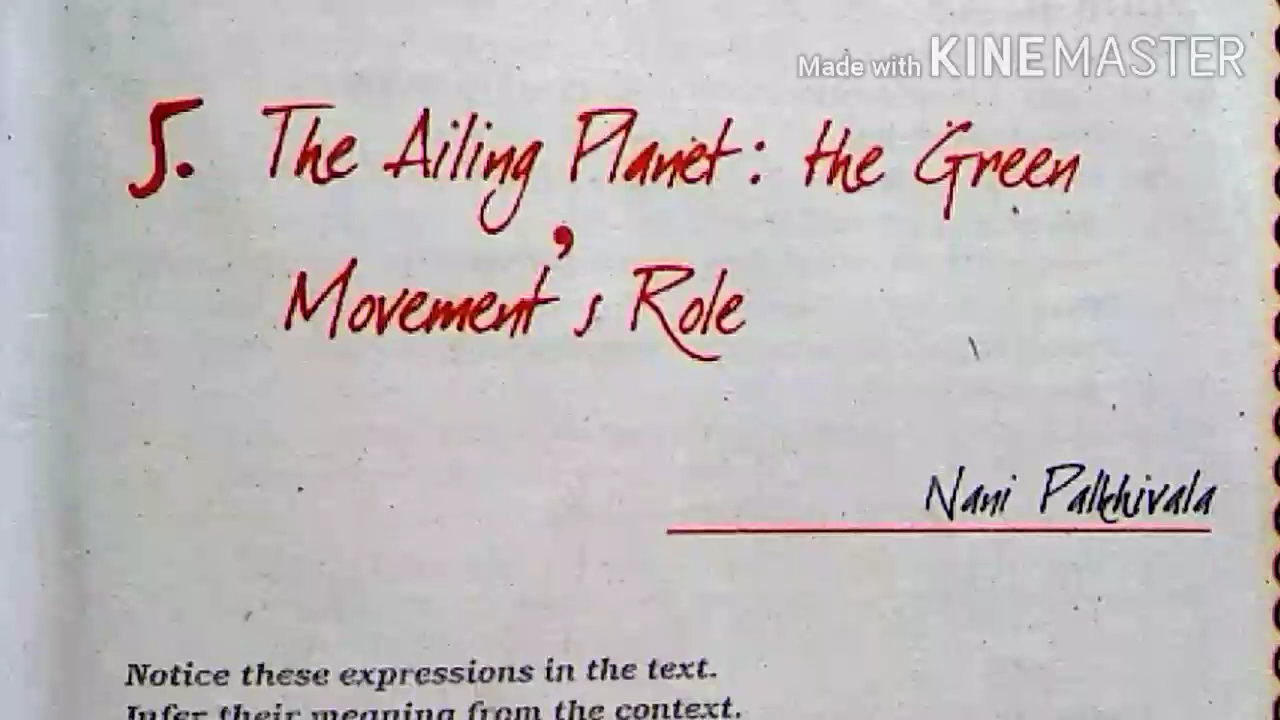 Made with KINEMASTER
5. The Ailing Planet: the Green
Movement's Role
Nani Palkhivala
Notice these expressions in the text.
Infer their meaning from the context.